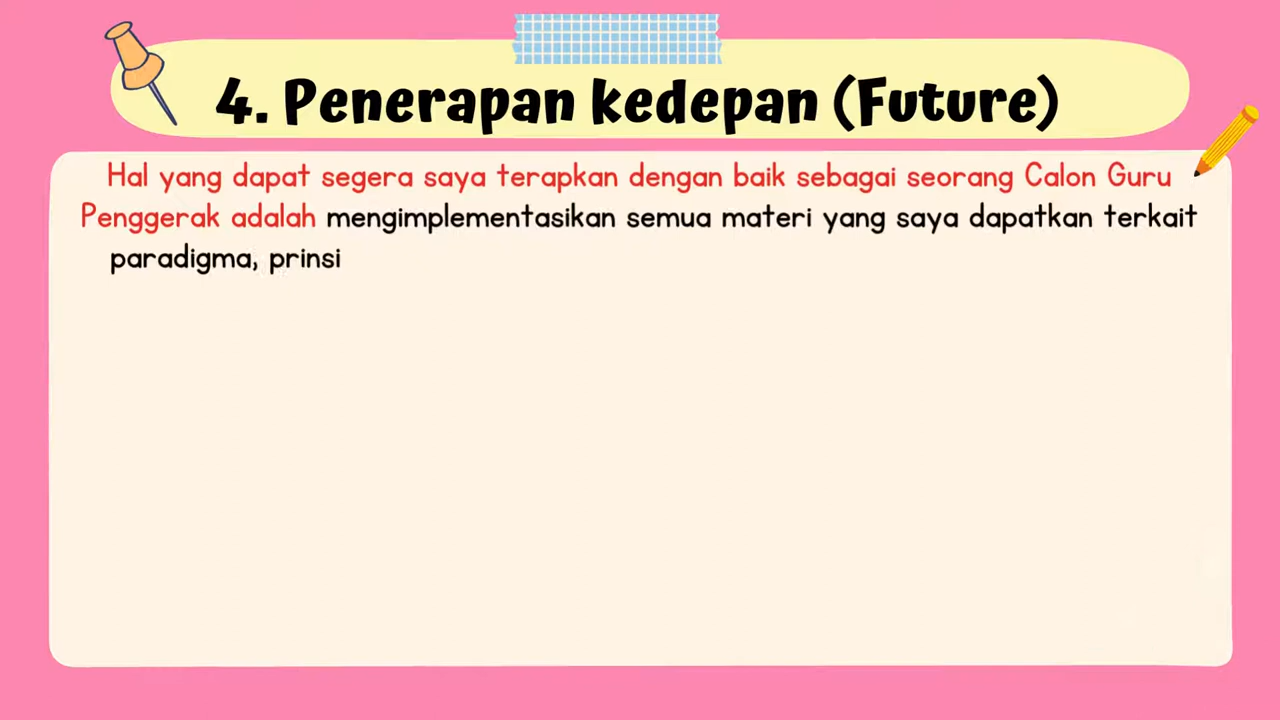 4. Penerapan kedepan (Future)
Hal yang dapat segera saya terapkan dengan baik sebagai seorang Calon Guru
Penggerak adalah mengimplementasikan semua materi yang saya dapatkan terkait
paradigma, prinsi